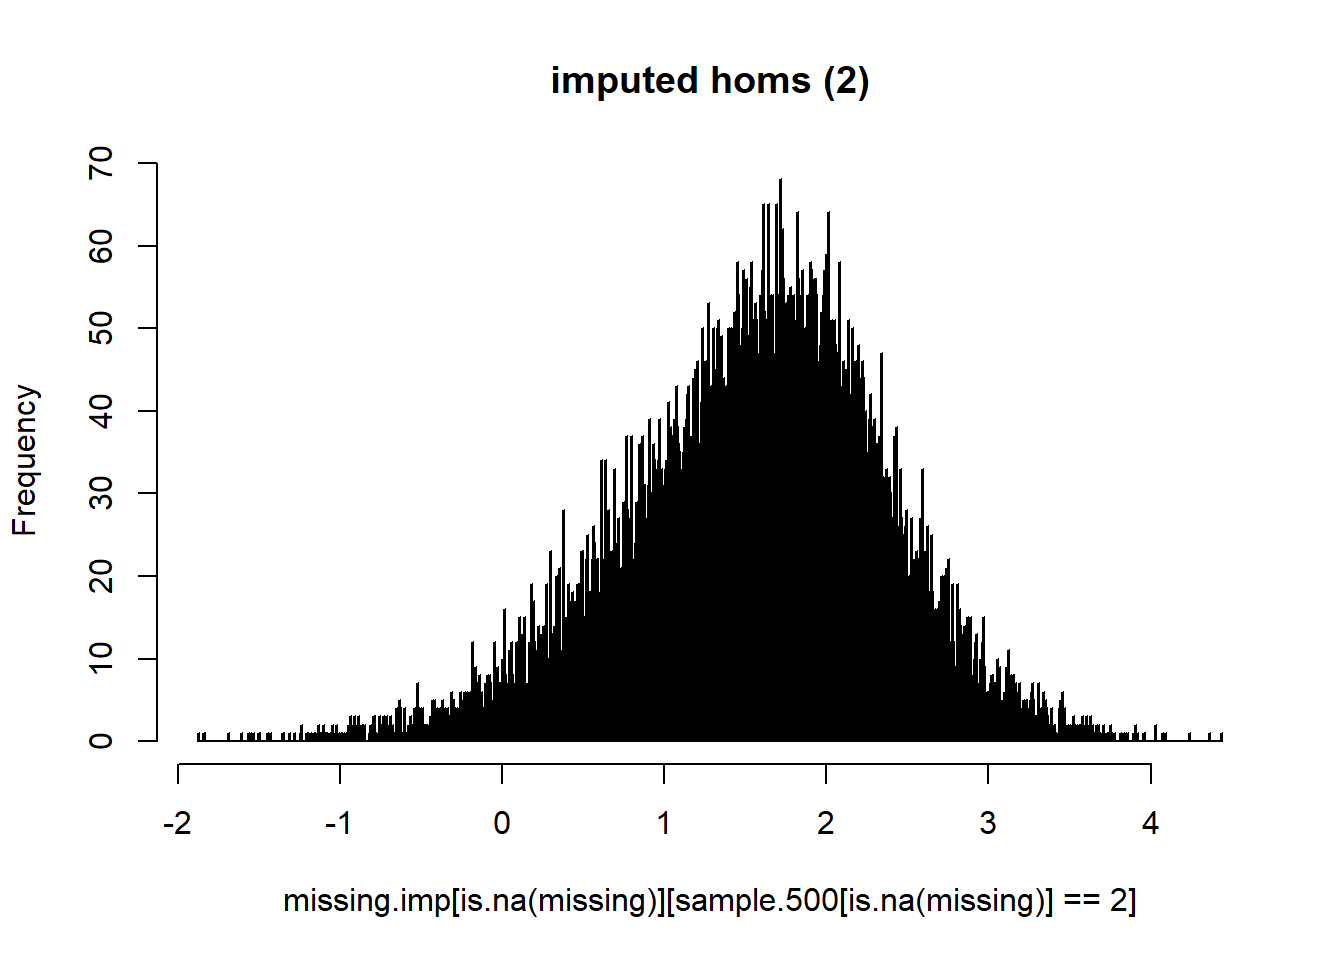 imputed homs (2)
70
60
50
40
30
20
10
0
Frequency
-2 -1 0 1 2 3 4
missing.imp[is.na(missing)][sample.500[is.na(missing)] == 2]